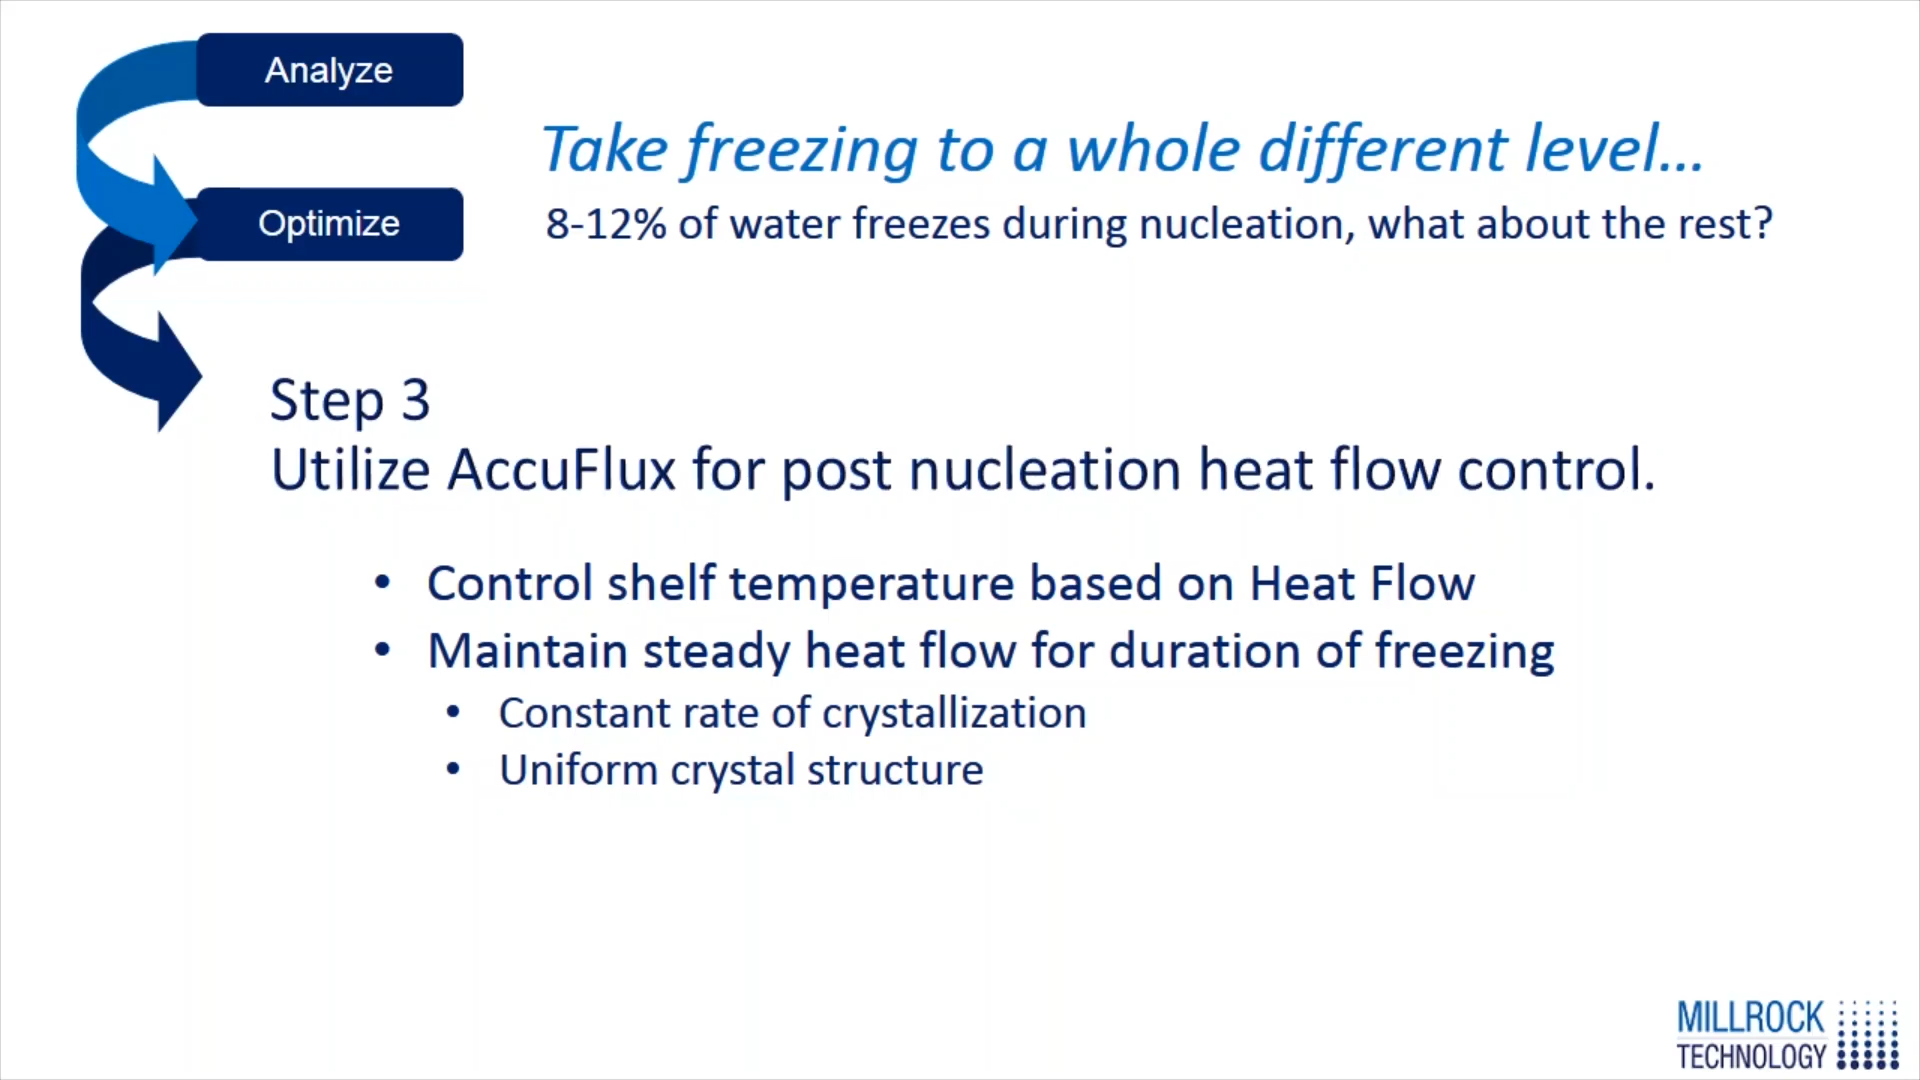 Analyze
Take freezing to a whole different level...
Optimize
8-12% of water freezes during nucleation, what about the rest?
Step 3
Utilize AccuFlux for post nucleation heat flow control.
• Control shelf temperature based on Heat Flow
• Maintain steady heat flow for duration of freezing
• Constant rate of crystallization
• Uniform crystal structure
MILLROCK
TECHNOLOGY